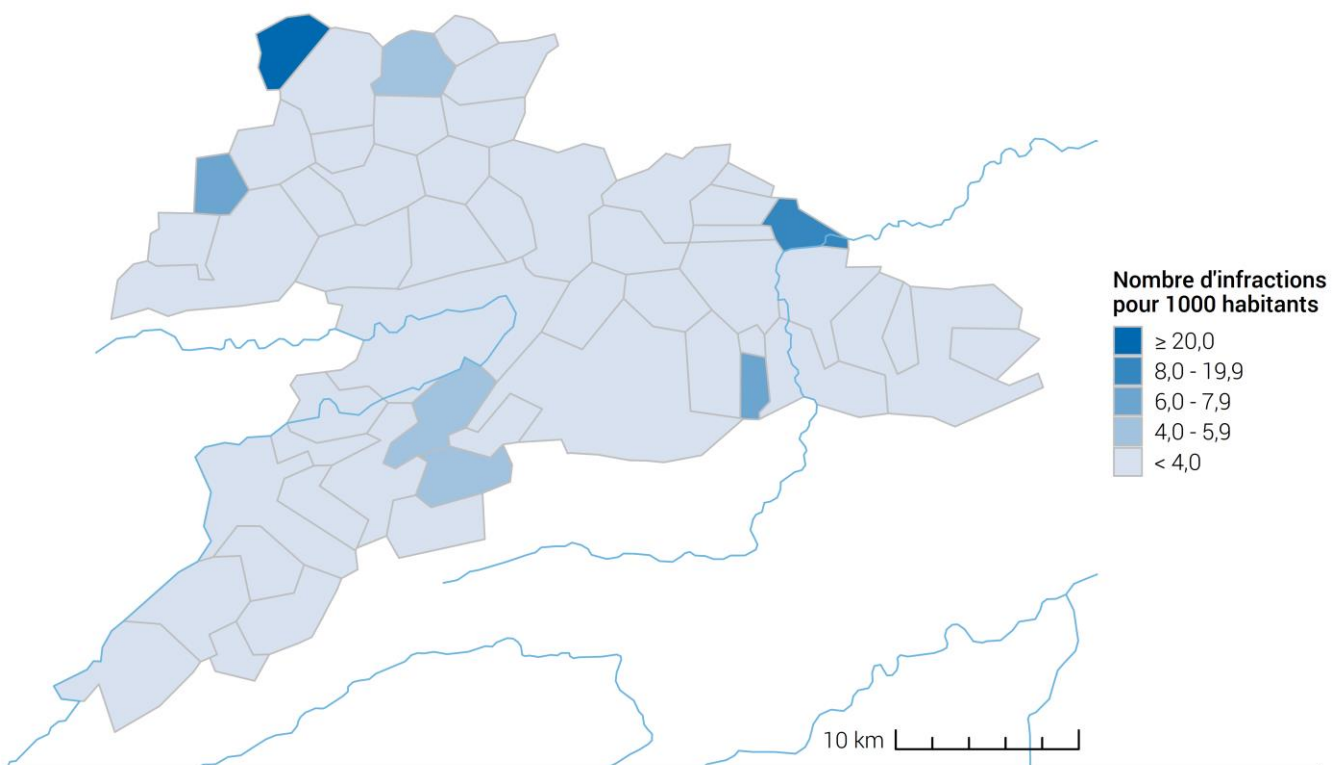 Nombre d'infractions
pour 1000 habitants
≥ 20,0
8,0 - 19,9
6,0 - 7,9
4,0 - 5,9
< 4,0
10 km